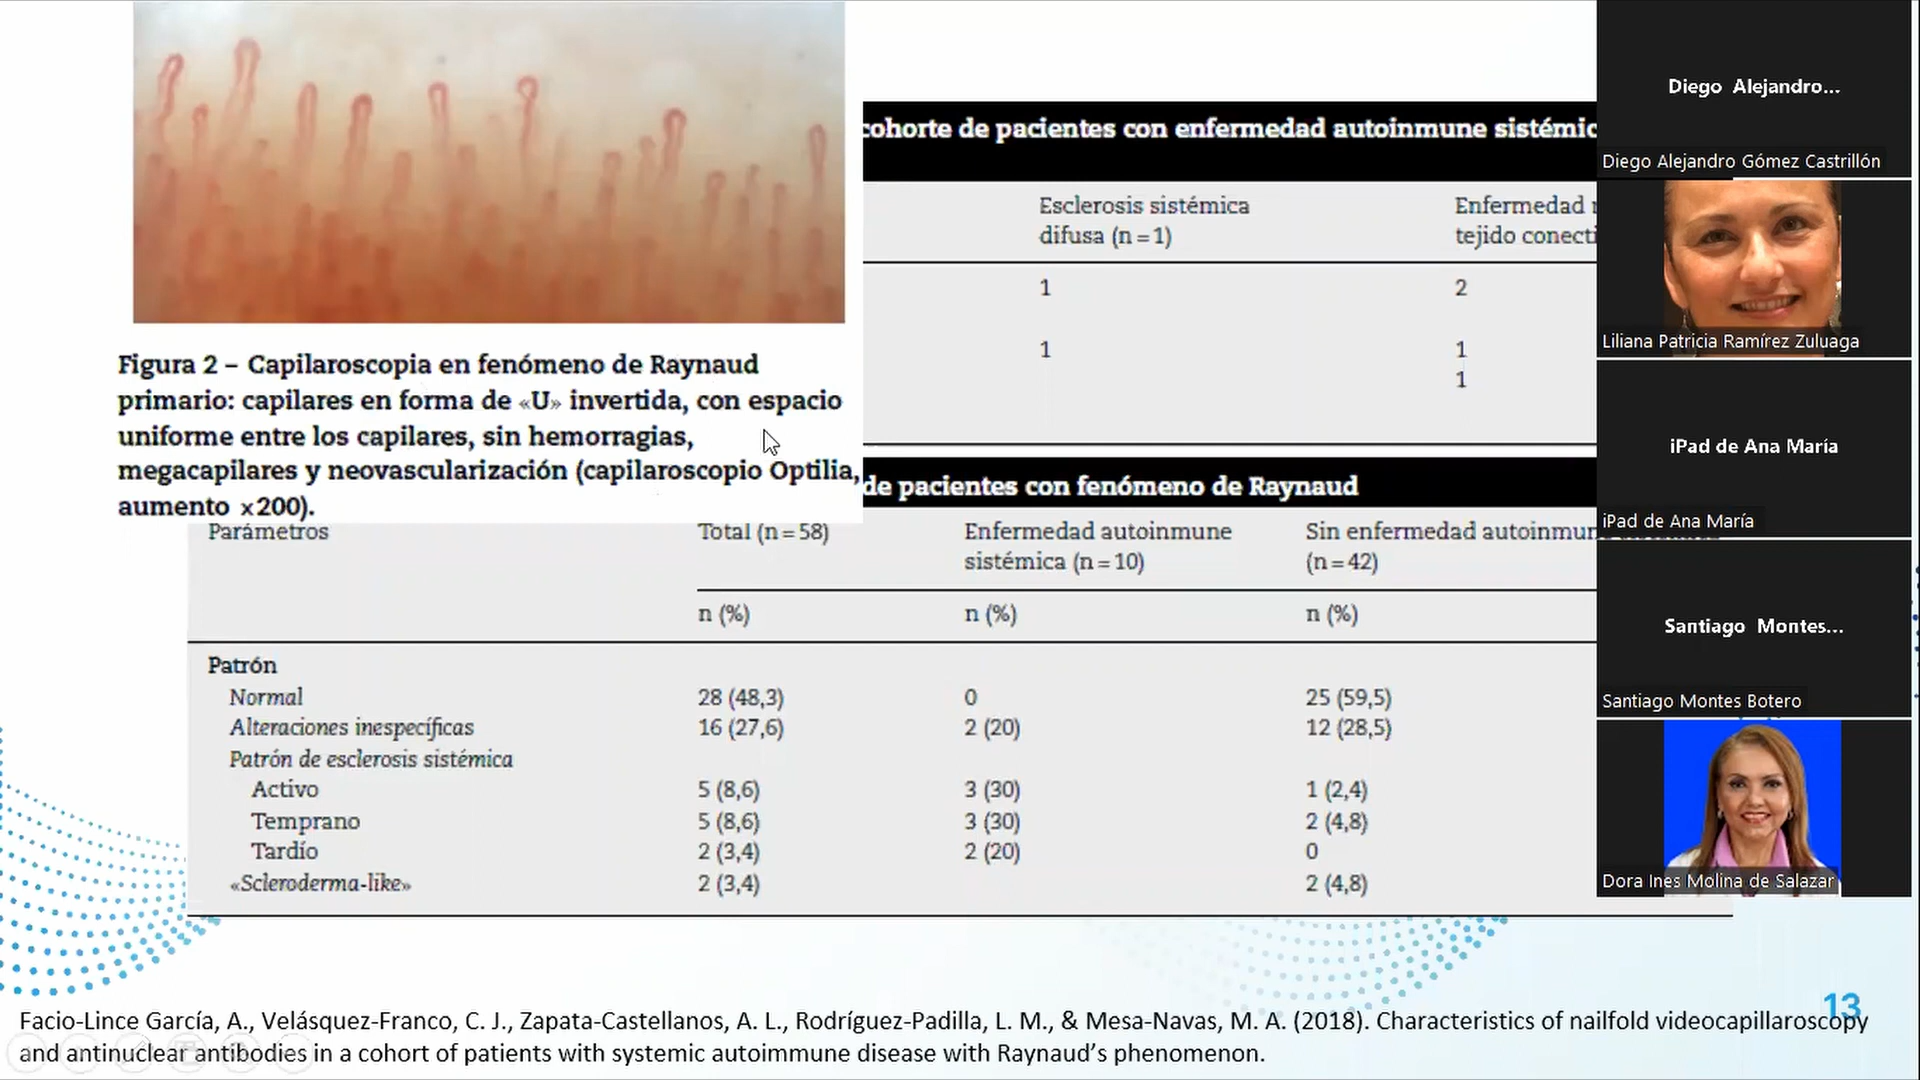 cohorte de pacientes con enfermedad autoinmune sistémic
Esclerosis sistémica
difusa (n = 1)
Enfermedad
tejido conecti
1 2
1 1
1
Figura 2 – Capilaroscopia en fenómeno de Raynaud
primario: capilares en forma de «U» invertida, con espacio
uniforme entre los capilares, sin hemorragias,
megacapilares y neovascularización (capilaroscopio Optilia,
aumento ×200).
de pacientes con fenómeno de Raynaud
Parámetros
Total (n = 58)
Enfermedad autoinmune
sistémica (n = 10)
Sin enfermedad autoinmun
(n = 42)
n (%) n (%) n (%)
Patrón
Normal 28 (48,3) 0 25 (59,5)
Alteraciones inespecíficas 16 (27,6) 2 (20) 12 (28,5)
Patrón de esclerosis sistémica
Activo 5 (8,6) 3 (30) 1 (2,4)
Temprano 5 (8,6) 3 (30) 2 (4,8)
Tardío 2 (3,4) 2 (20) 0
«Scleroderma-like» 2 (3,4) 2 (4,8)
Facio-Lince García, A., Velásquez-Franco, C. J., Zapata-Castellanos, A. L., Rodríguez-Padilla, L. M., & Mesa-Navas, M. A. (2018). Characteristics of nailfold videocapillaroscopy
and antinuclear antibodies in a cohort of patients with systemic autoimmune disease with Raynaud's phenomenon.
13
Diego Alejandro...
Diego Alejandro Gómez Castrillón
Liliana Patricia Ramírez Zuluaga
iPad de Ana María
iPad de Ana María
Santiago Montes...
Santiago Montes Botero
Dora Ines Molina de Salazar